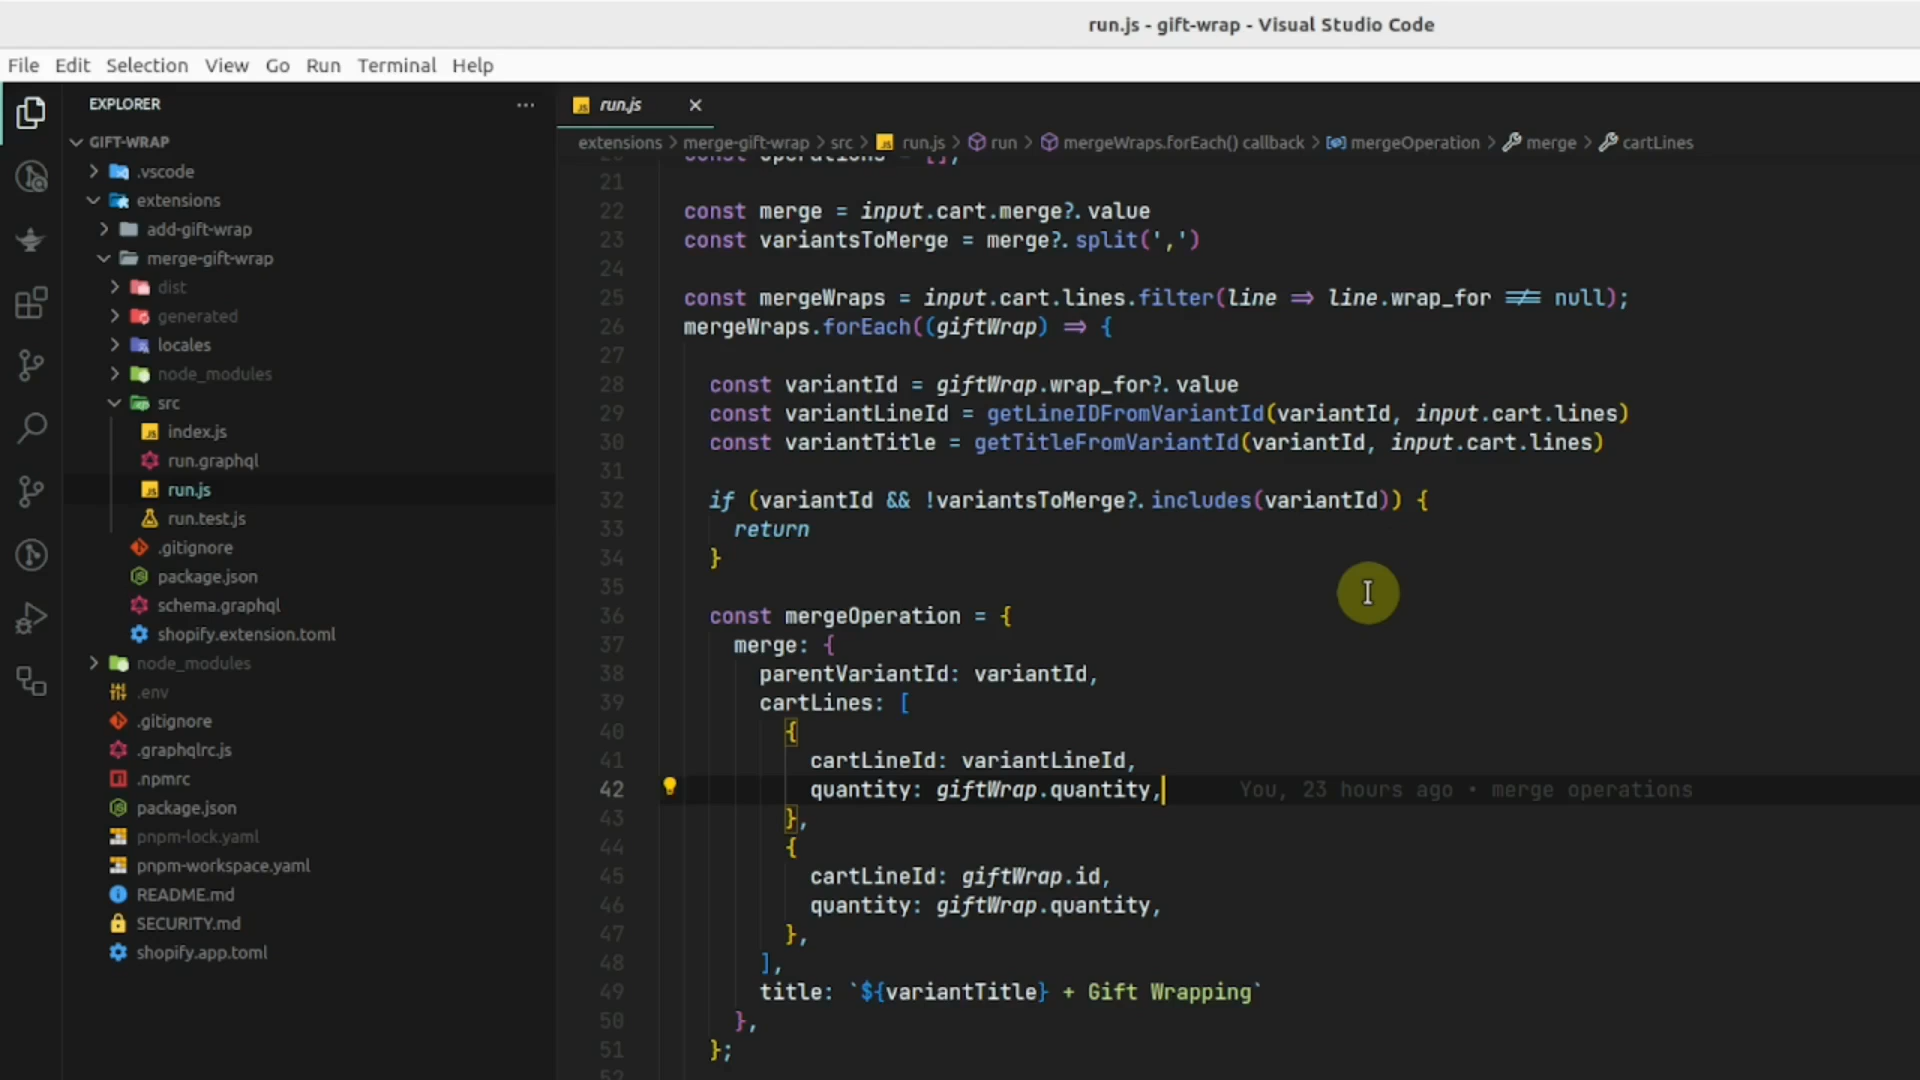 run.js - gift-wrap - Visual Studio Code
File Edit Selection View Go Run Terminal Help
EXPLORER
GIFT-WRAP
.vscode
extensions
add-gift-wrap
merge-gift-wrap
dist
generated
locales
node_modules
src
index.js
run.graphql
run.js
run.test.js
.gitignore
package.json
schema.graphql
shopify.extension.toml
node_modules
.env
.gitignore
.graphqlrc.js
.npmrc
package.json
pnpm-lock.yaml
pnpm-workspace.yaml
README.md
SECURITY.md
shopify.app.toml
run.js
extensions > merge-gift-wrap > src > run.js > run > mergeWraps.forEach() callback > mergeOperation > merge > cartLines
20 const operations = [];
21
22 const merge = input.cart.merge?.value
23 const variantsToMerge = merge?.split(',')
24
25 const mergeWraps = input.cart.lines.filter(line => line.wrap_for !== null);
26 mergeWraps.forEach((giftWrap) => {
27
28 const variantId = giftWrap.wrap_for?.value
29 const variantLineId = getLineIDFromVariantId(variantId, input.cart.lines)
30 const variantTitle = getTitleFromVariantId(variantId, input.cart.lines)
31
32 if (variantId && !variantsToMerge?.includes(variantId)) {
33 return
34 }
35
36 const mergeOperation = {
37 merge: {
38 parentVariantId: variantId,
39 cartLines: [
40 {
41 cartLineId: variantLineId,
42 quantity: giftWrap.quantity, You, 23 hours ago • merge operations
43 },
44 {
45 cartLineId: giftWrap.id,
46 quantity: giftWrap.quantity,
47 },
48 ],
49 title: `${variantTitle} + Gift Wrapping`
50 },
51 };
52